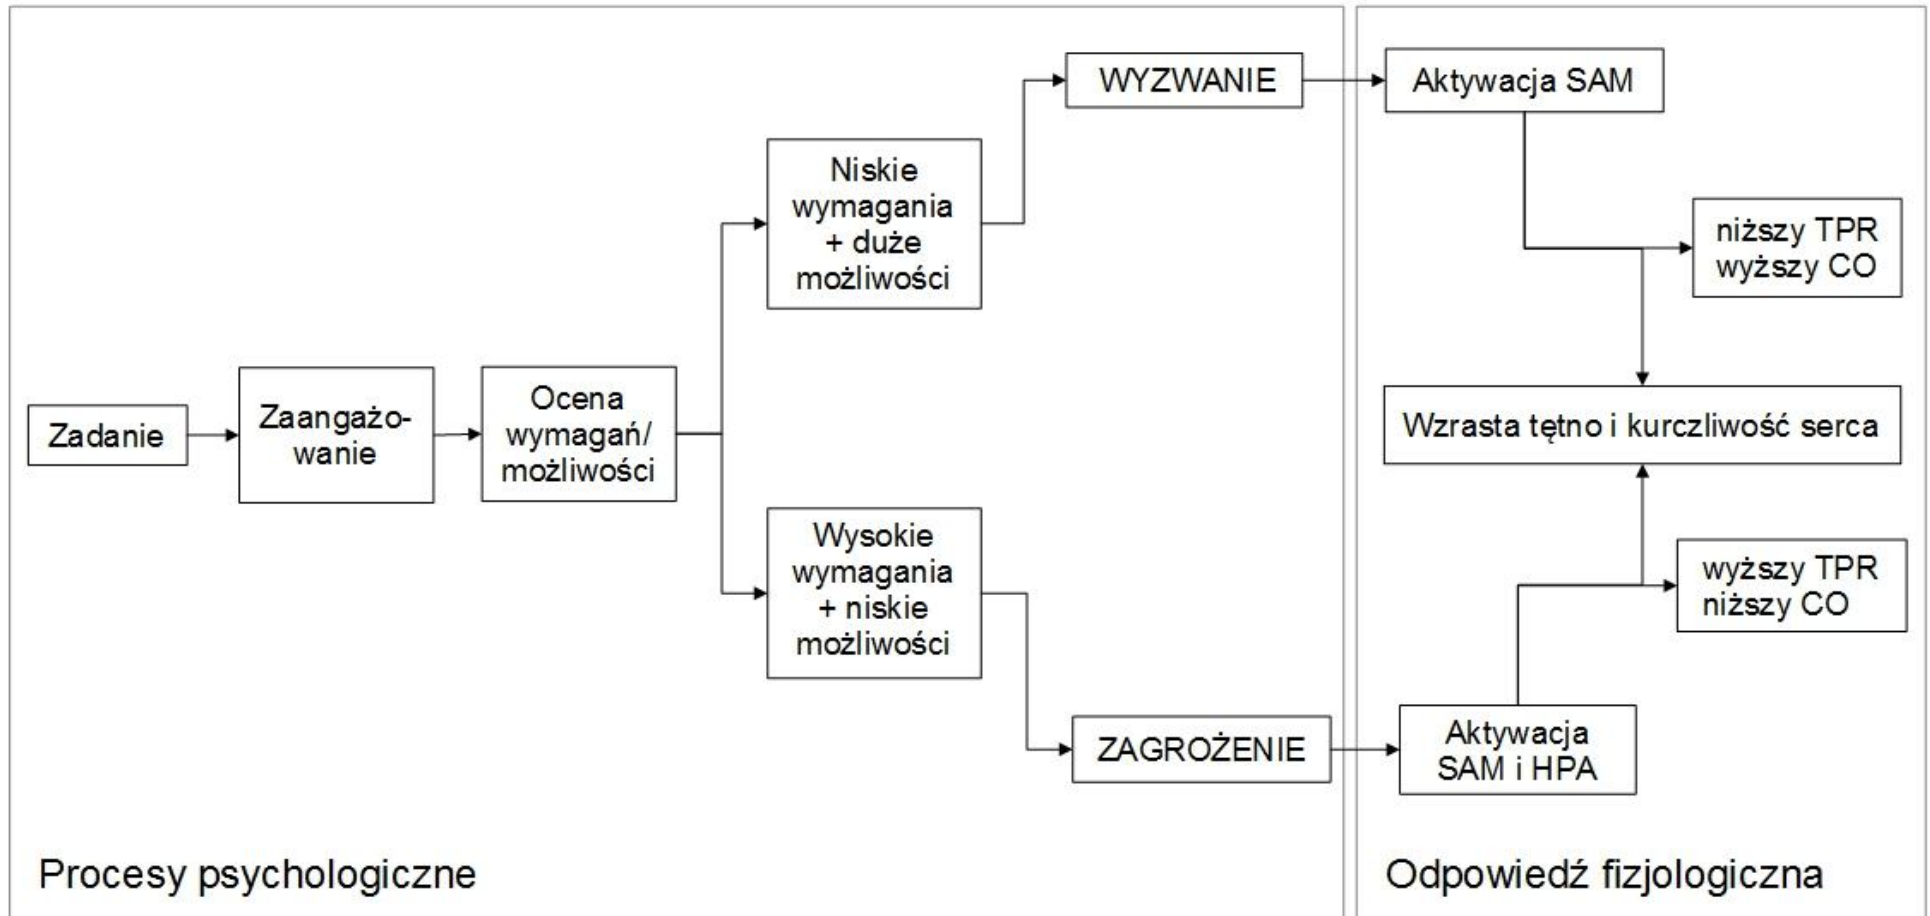 Zadanie
Zaangażo-
wanie
Ocena
wymagań/
możliwości
Niskie
wymagania
+ duże
możliwości
Wysokie
wymagania
+ niskie
możliwości
WYZWANIE
ZAGROŻENIE
Procesy psychologiczne
Aktywacja SAM
niższy TPR
wyższy CO
Wzrasta tętno i kurczliwość serca
wyższy TPR
niższy CO
Aktywacja
SAM i HPA
Odpowiedź fizjologiczna